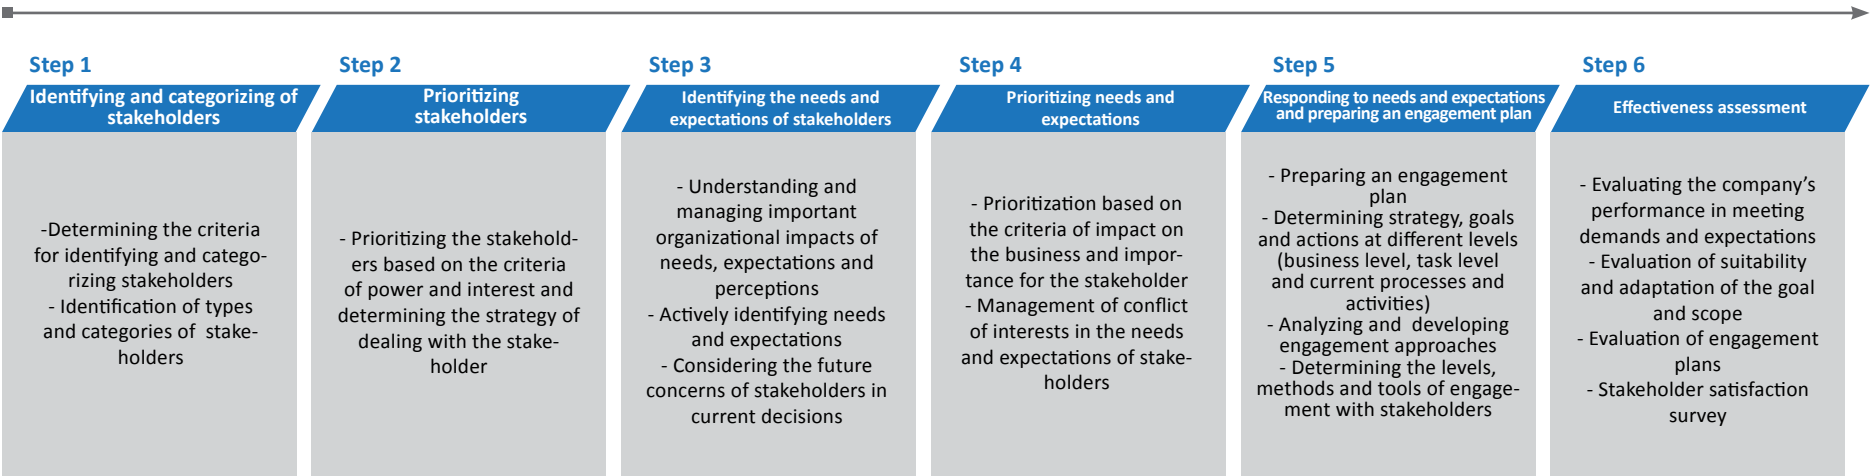 Step 1
Identifying and categorizing of
stakeholders
-Determining the criteria
for identifying and catego-
rizing stakeholders
- Identification of types
and categories of  stake-
holders
Step 2
Prioritizing
stakeholders
- Prioritizing the stakehold-
ers based on the criteria
of power and interest and
determining the strategy of
dealing with the stake-
holder
Step 3
Identifying the needs and
expectations of stakeholders
- Understanding and
managing important
organizational impacts of
needs, expectations and
perceptions
- Actively identifying needs
and expectations
- Considering the future
concerns of stakeholders in
current decisions
Step 4
Prioritizing needs and
expectations
- Prioritization based on
the criteria of impact on
the business and impor-
tance for the stakeholder
- Management of conflict
of interests in the needs
and expectations of stake-
holders
Step 5
Responding to needs and expectations
and preparing an engagement plan
- Preparing an engagement
plan
- Determining strategy, goals
and actions at different levels
(business level, task level
and current processes and
activities)
- Analyzing and  developing
engagement approaches
- Determining the levels,
methods and tools of engage-
ment with stakeholders
Step 6
Effectiveness assessment
- Evaluating the company’s
performance in meeting
demands and expectations
- Evaluation of suitability
and adaptation of the goal
and scope
- Evaluation of engagement
plans
- Stakeholder satisfaction
survey